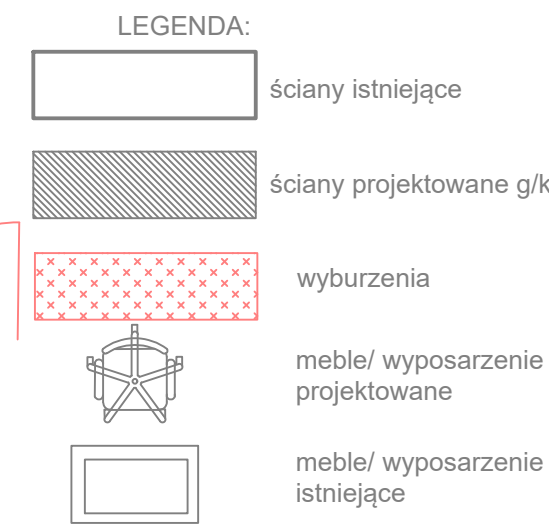 LEGENDA:
ściany istniejące
ściany projektowane g/k
wyburzenia
meble/ wyposarzenie
projektowane
meble/ wyposarzenie
istniejące